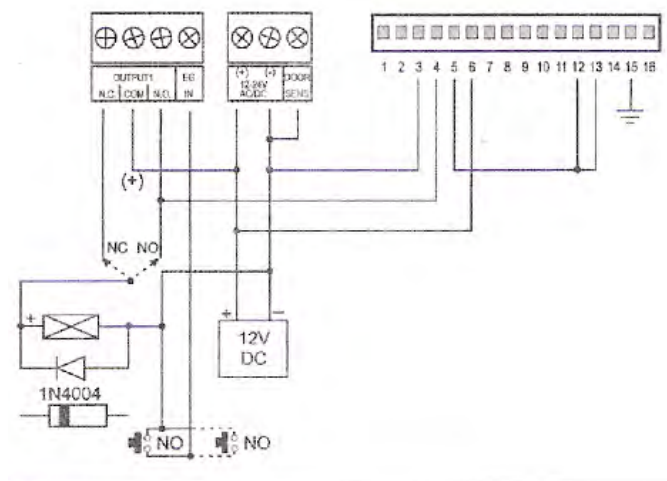 OUTPUT1 EG
N.C. COM N.O. IN
(+) (-) DOOR
12-24V
AC/DC SENS
1 2 3 4 5 6 7 8 9 10 11 12 13 14 15 16
(+)
NC NO
+ −
12V
DC
+
1N4004
NO NO